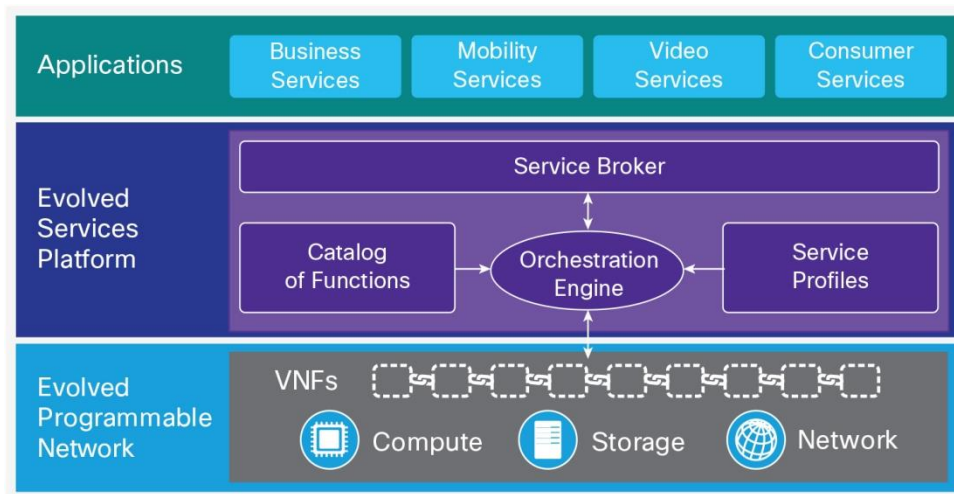 Applications
Business
Services
Mobility
Services
Video
Services
Consumer
Services
Evolved
Services
Platform
Service Broker
Catalog
of Functions
Orchestration
Engine
Service
Profiles
Evolved
Programmable
Network
VNFs
Compute
Storage
Network